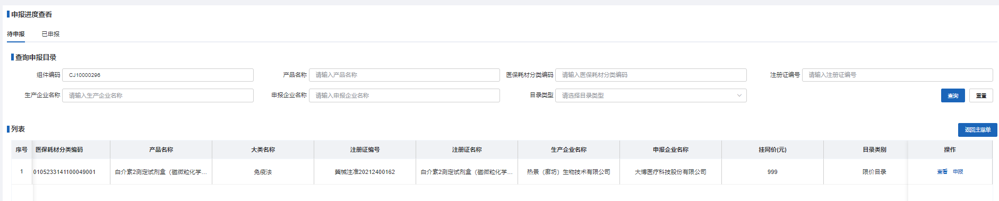 申报进度查看
待申报 已申报
查询申报目录
组件编码 CJ10000296 产品名称 请输入产品名称 医保耗材分类编码 请输入医保耗材分类编码 注册证编号 请输入注册证编号
生产企业名称 请输入生产企业名称 申报企业名称 请输入申报企业名称 目录类型 请选择目录类型 查询 重置
列表 返回主菜单
序号 医保耗材分类编码 产品名称 大类名称 注册证编号 注册证名称 生产企业名称 申报企业名称 挂网价(元) 目录类别 操作
1 0105233141100049001 白介素2测定试剂盒（磁微粒化学... 免疫法 冀械注准20212400162 白介素2测定试剂盒（磁微粒化学... 热景（廊坊）生物技术有限公司 大博医疗科技股份有限公司 999 限价目录 查看 申报